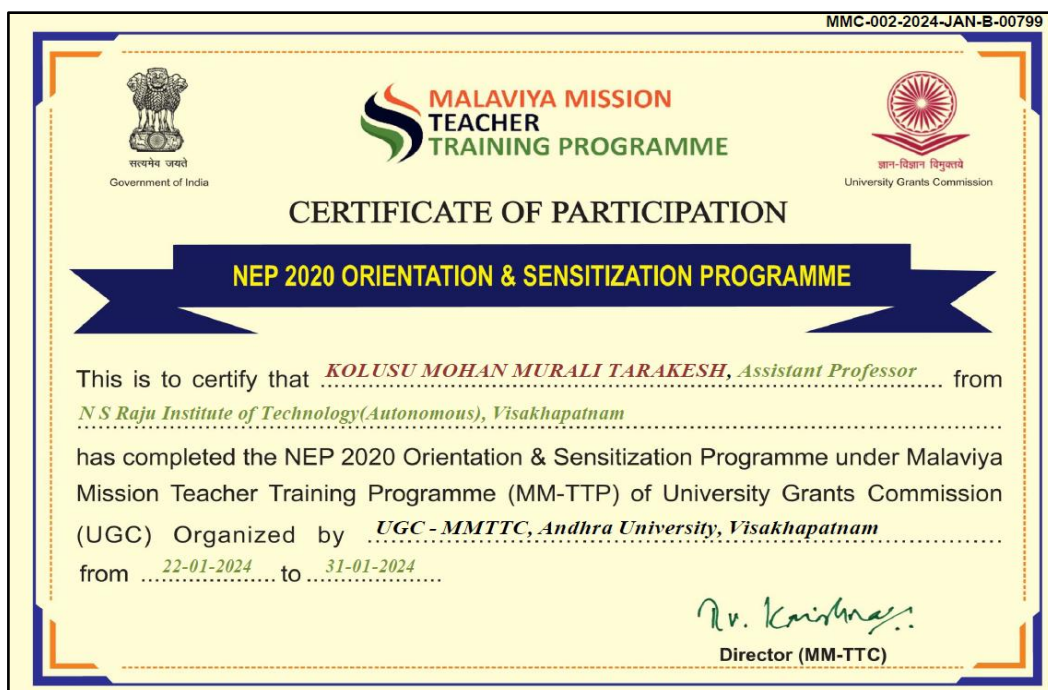 MMC-002-2024-JAN-B-00799
सत्यमेव जयते
Government of India
MALAVIYA MISSION
TEACHER
TRAINING PROGRAMME
ज्ञान-विज्ञान विमुक्तये
University Grants Commission
CERTIFICATE OF PARTICIPATION
NEP 2020 ORIENTATION & SENSITIZATION PROGRAMME
This is to certify that KOLUSU MOHAN MURALI TARAKESH, Assistant Professor from
N S Raju Institute of Technology(Autonomous), Visakhapatnam
has completed the NEP 2020 Orientation & Sensitization Programme under Malaviya
Mission Teacher Training Programme (MM-TTP) of University Grants Commission
(UGC) Organized by UGC - MMTTC, Andhra University, Visakhapatnam
from 22-01-2024 to 31-01-2024
Director (MM-TTC)